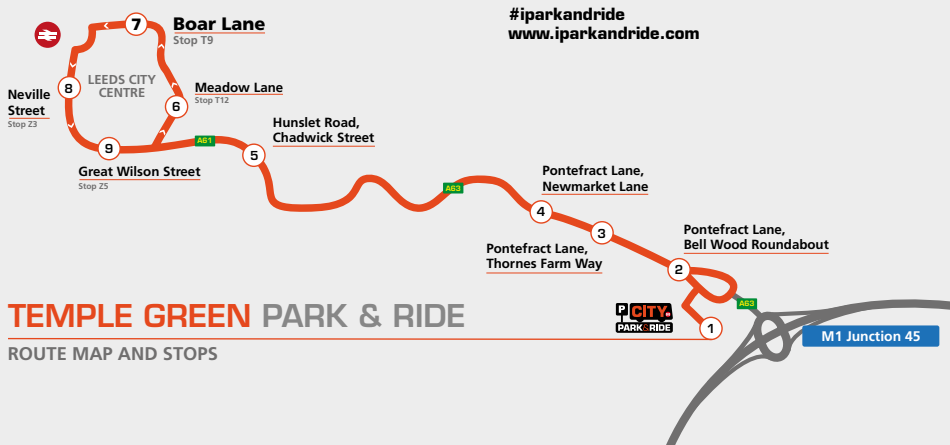 #iparkandride
www.iparkandride.com
7
Boar Lane
Stop T9
LEEDS CITY
CENTRE
8
Neville
Street
Stop Z3
Meadow Lane
Stop T12
6
9
Great Wilson Street
Stop Z5
A61
Hunslet Road,
Chadwick Street
5
A63
Pontefract Lane,
Newmarket Lane
4
3
Pontefract Lane,
Thornes Farm Way
Pontefract Lane,
Bell Wood Roundabout
2
A63
P CITY
PARK&RIDE
1
M1 Junction 45
TEMPLE GREEN PARK & RIDE
ROUTE MAP AND STOPS